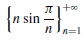 {n sin π/n}_{n=1}^{+∞}